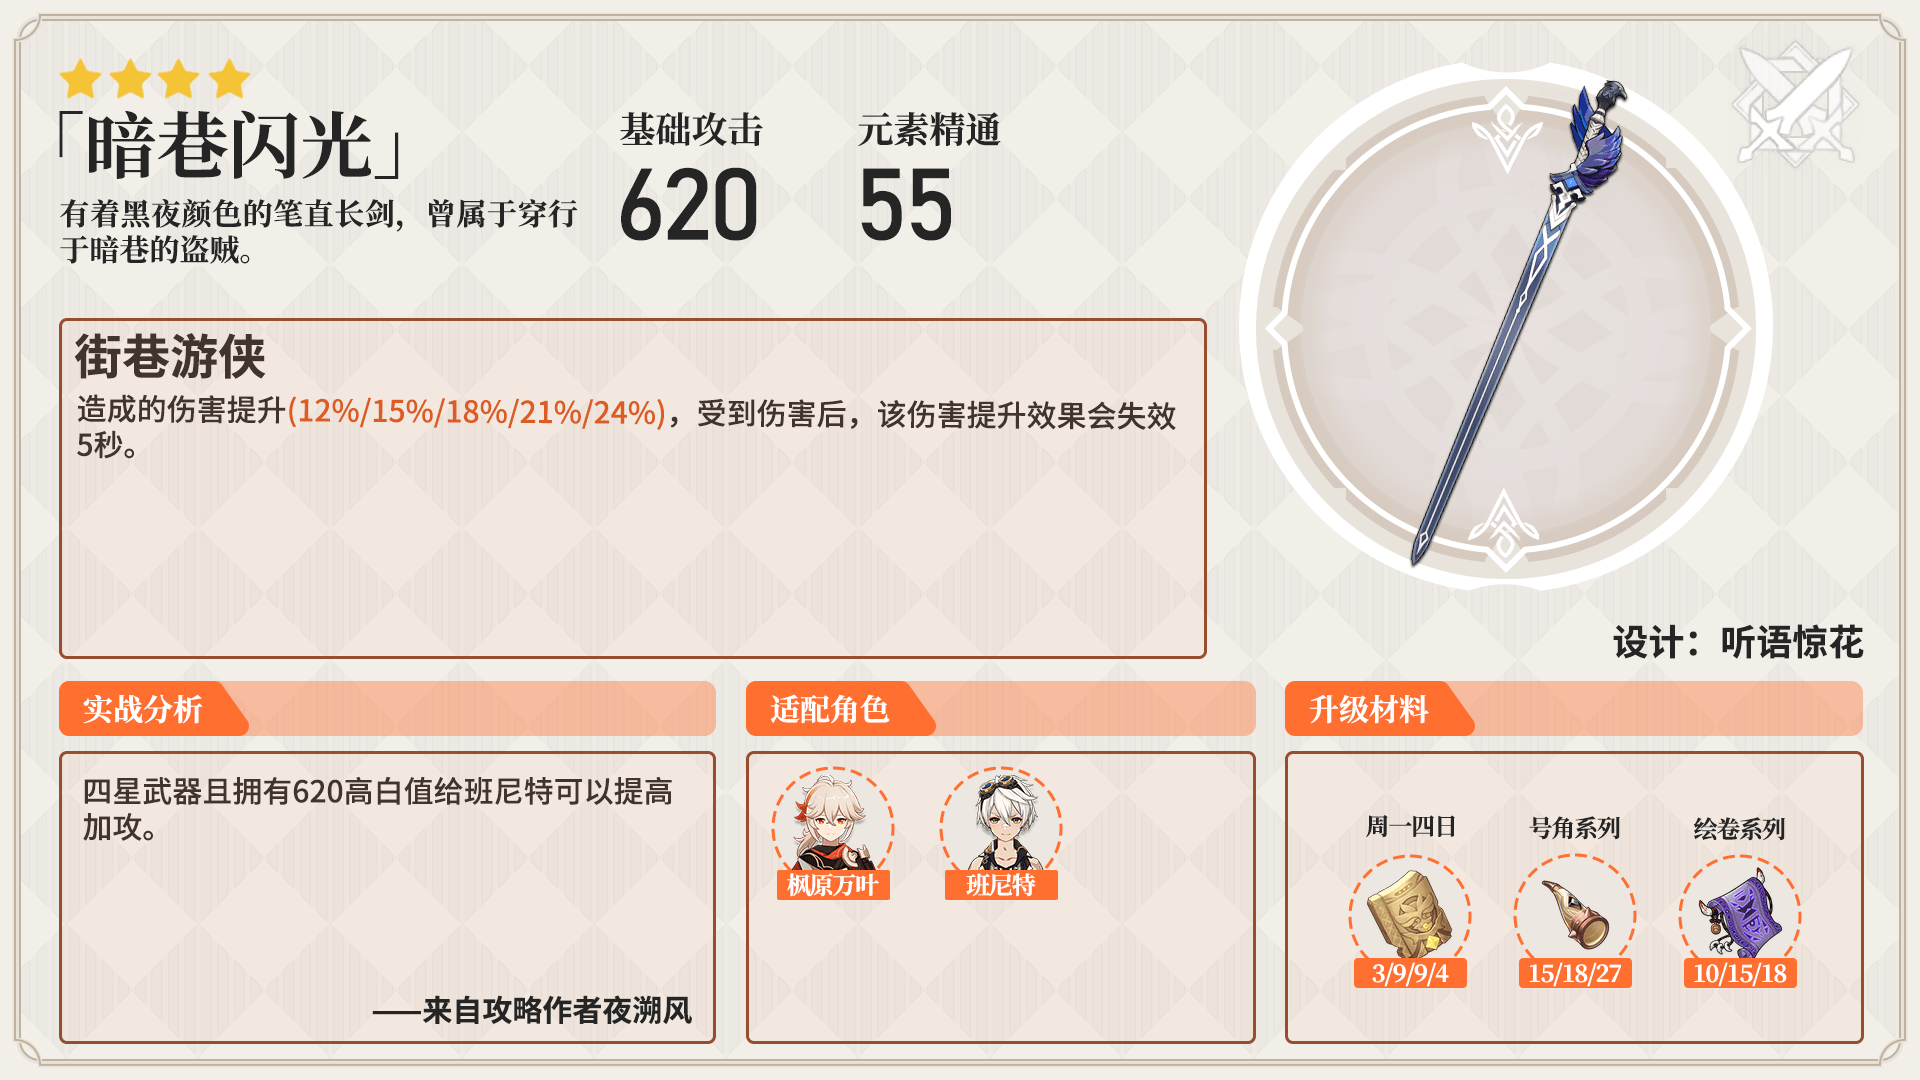 「暗巷闪光」
有着黑夜颜色的笔直长剑，曾属于穿行
于暗巷的盗贼。
基础攻击
620
元素精通
55
街巷游侠
造成的伤害提升(12%/15%/18%/21%/24%)，受到伤害后，该伤害提升效果会失效
5秒。
设计：听语惊花
实战分析
四星武器且拥有620高白值给班尼特可以提高
加攻。
——来自攻略作者夜溯风
适配角色
枫原万叶
班尼特
升级材料
周一四日
号角系列
绘卷系列
3/9/9/4
15/18/27
10/15/18